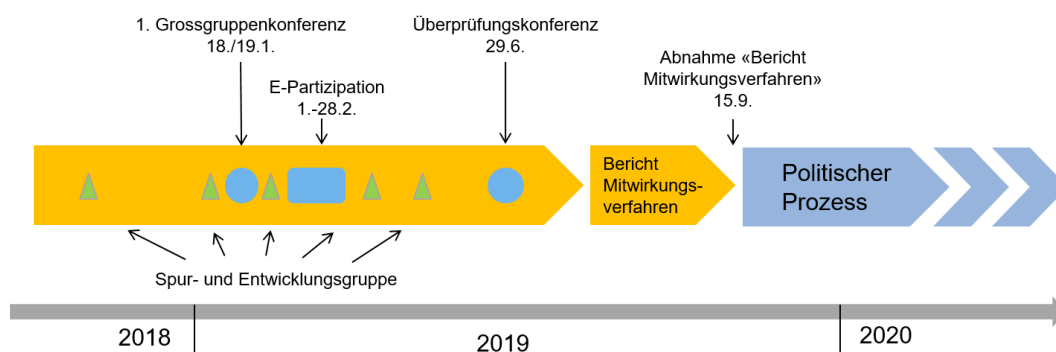 1. Grossgruppenkonferenz
18./19.1.
Überprüfungskonferenz
29.6.
Abnahme «Bericht
Mitwirkungsverfahren»
15.9.
E-Partizipation
1.-28.2.
Bericht
Mitwirkungs-
verfahren
Politischer
Prozess
Spur- und Entwicklungsgruppe
2018
2019
2020